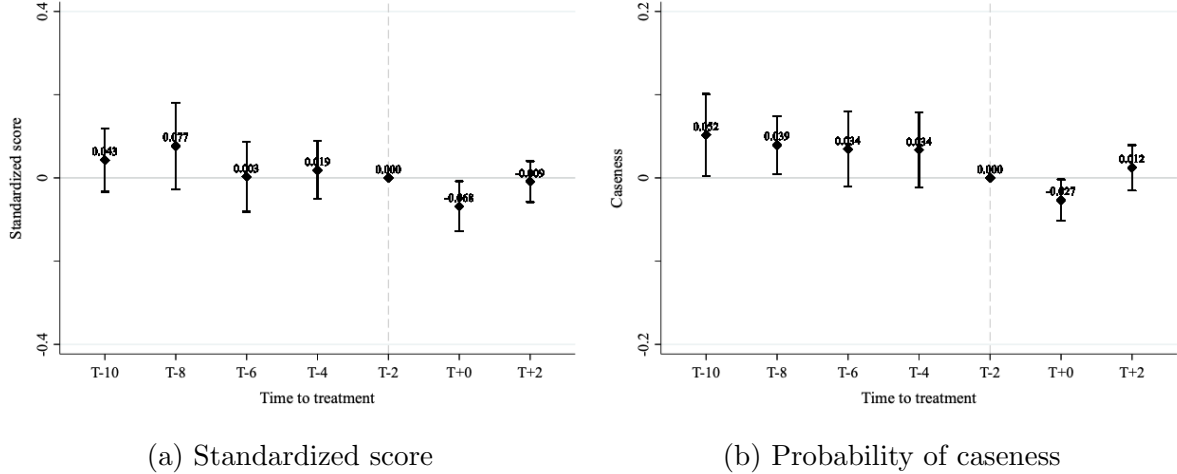 0.4
0
-0.4
Standardized score
0.043
0.077
0.003
0.019
0.000
-0.068
-0.009
T-10 T-8 T-6 T-4 T-2 T+0 T+2
Time to treatment
(a) Standardized score
0.2
0
-0.2
Caseness
0.052
0.039
0.034
0.034
0.000
-0.027
0.012
T-10 T-8 T-6 T-4 T-2 T+0 T+2
Time to treatment
(b) Probability of caseness